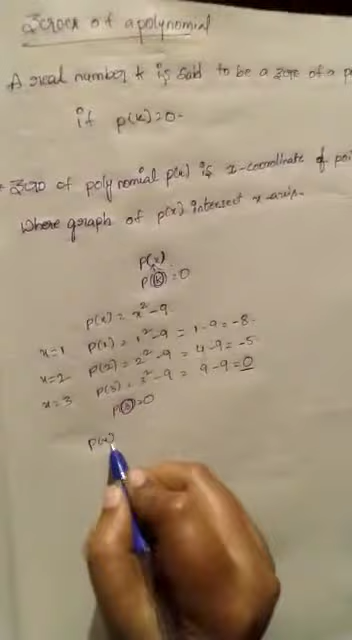 Zeroes of a polynomial
A real number k is said to be a zero of a po
if p(k)=0.
Zero of polynomial p(x) is x-coordinate of poi
where graph of p(x) intersect x-axis.
p(x)
p(k)=0
p(x) = x²-9
x=1 p(1) = 1²-9 = 1-9 = -8.
x=2 p(2) = 2²-9 = 4-9 = -5
x=3 p(3) = 3²-9 = 9-9 = 0
p(3)=0
p(x)